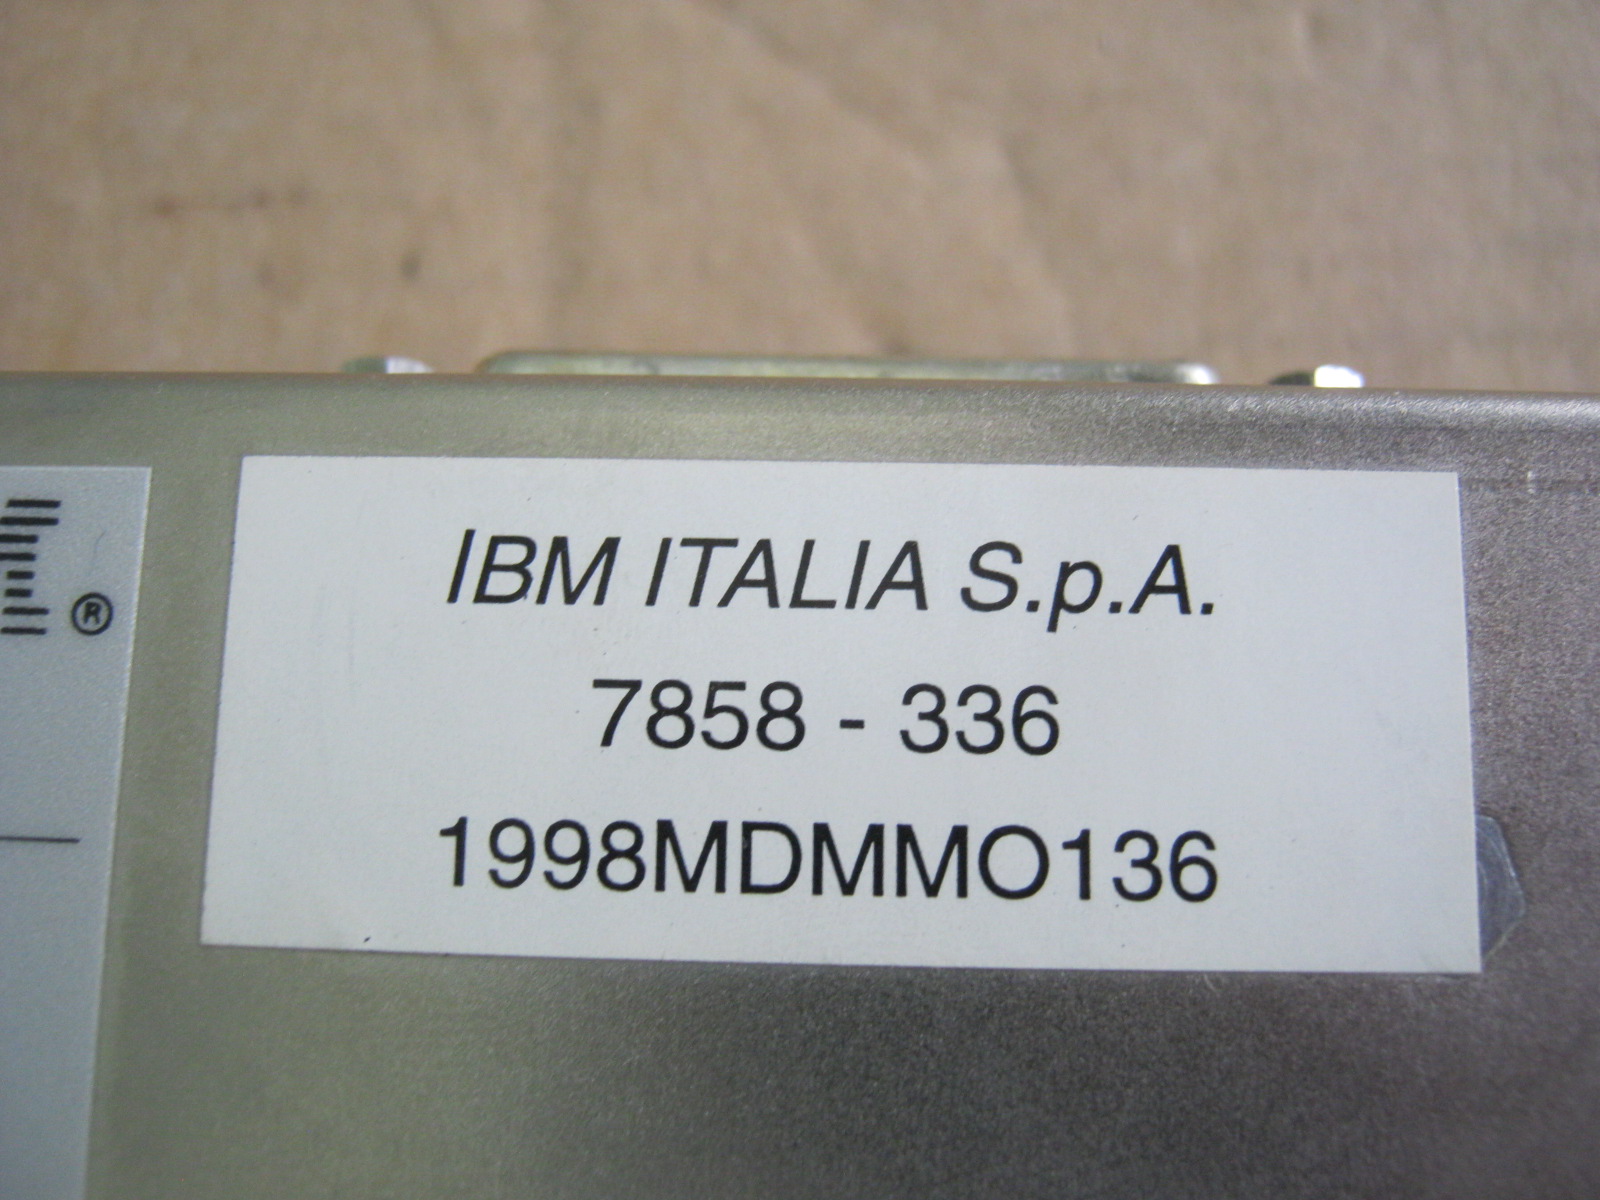 IBM ITALIA S.p.A.
7858 - 336
1998MDMMO136
®